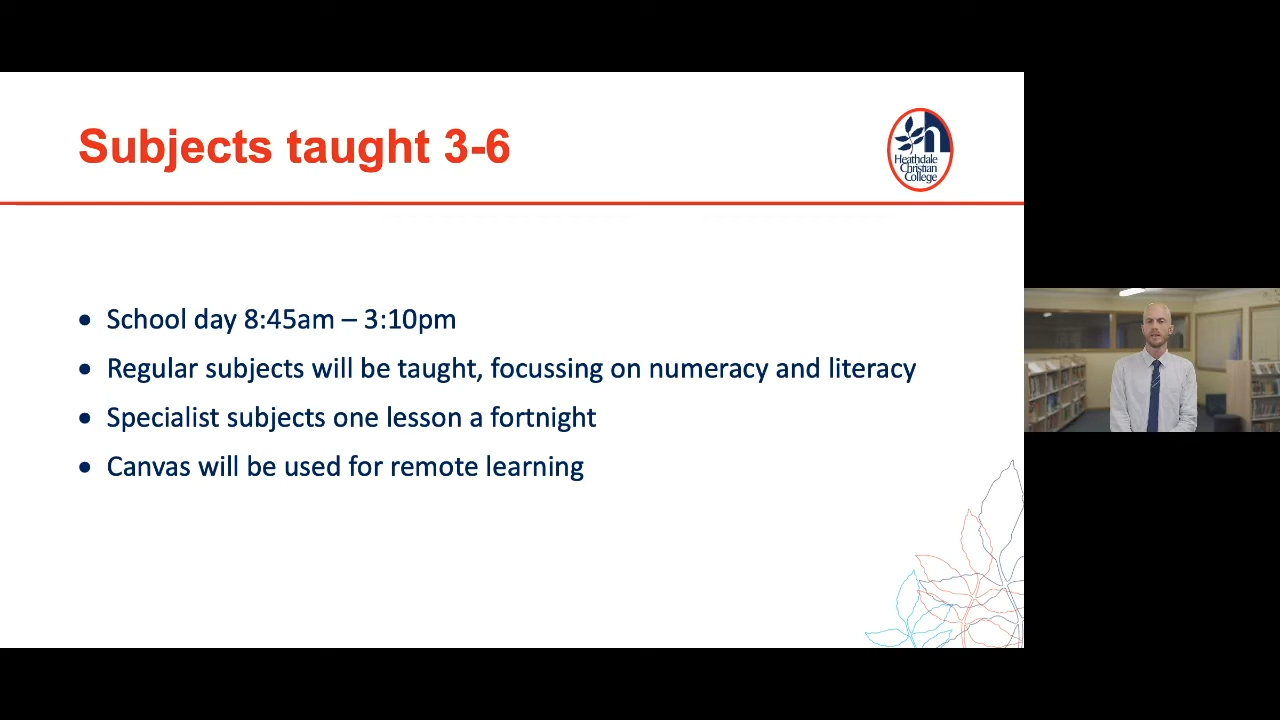 Subjects taught 3-6
Heathdale
Christian
College
• School day 8:45am – 3:10pm
• Regular subjects will be taught, focussing on numeracy and literacy
• Specialist subjects one lesson a fortnight
• Canvas will be used for remote learning